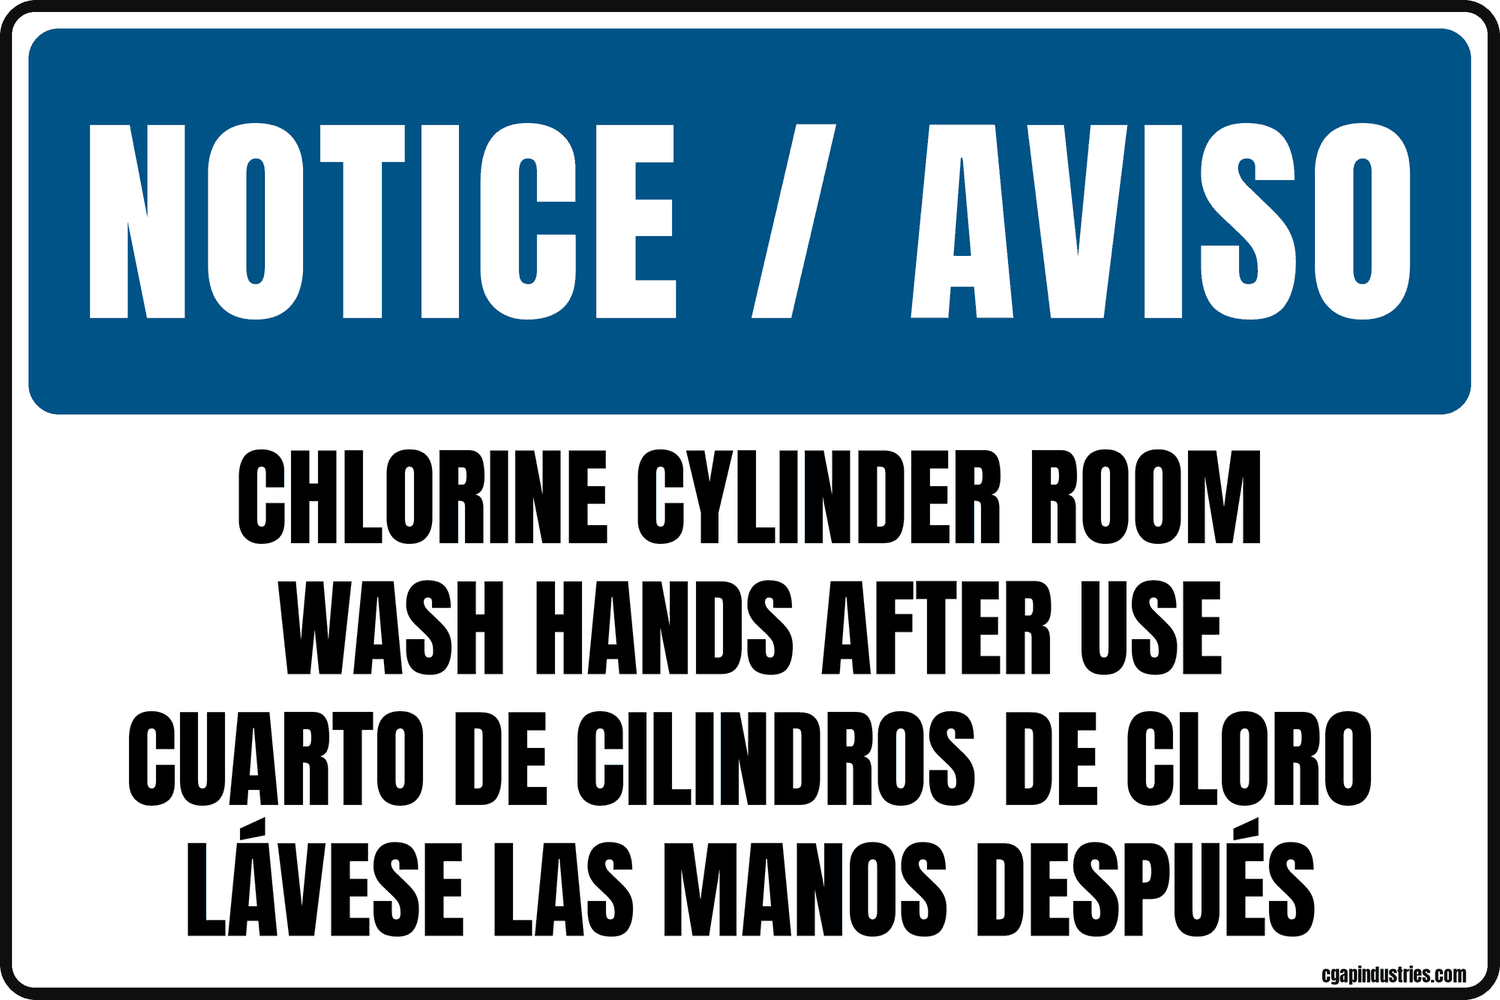 NOTICE / AVISO
CHLORINE CYLINDER ROOM
WASH HANDS AFTER USE
CUARTO DE CILINDROS DE CLORO
LÁVESE LAS MANOS DESPUÉS
cgapindustries.com